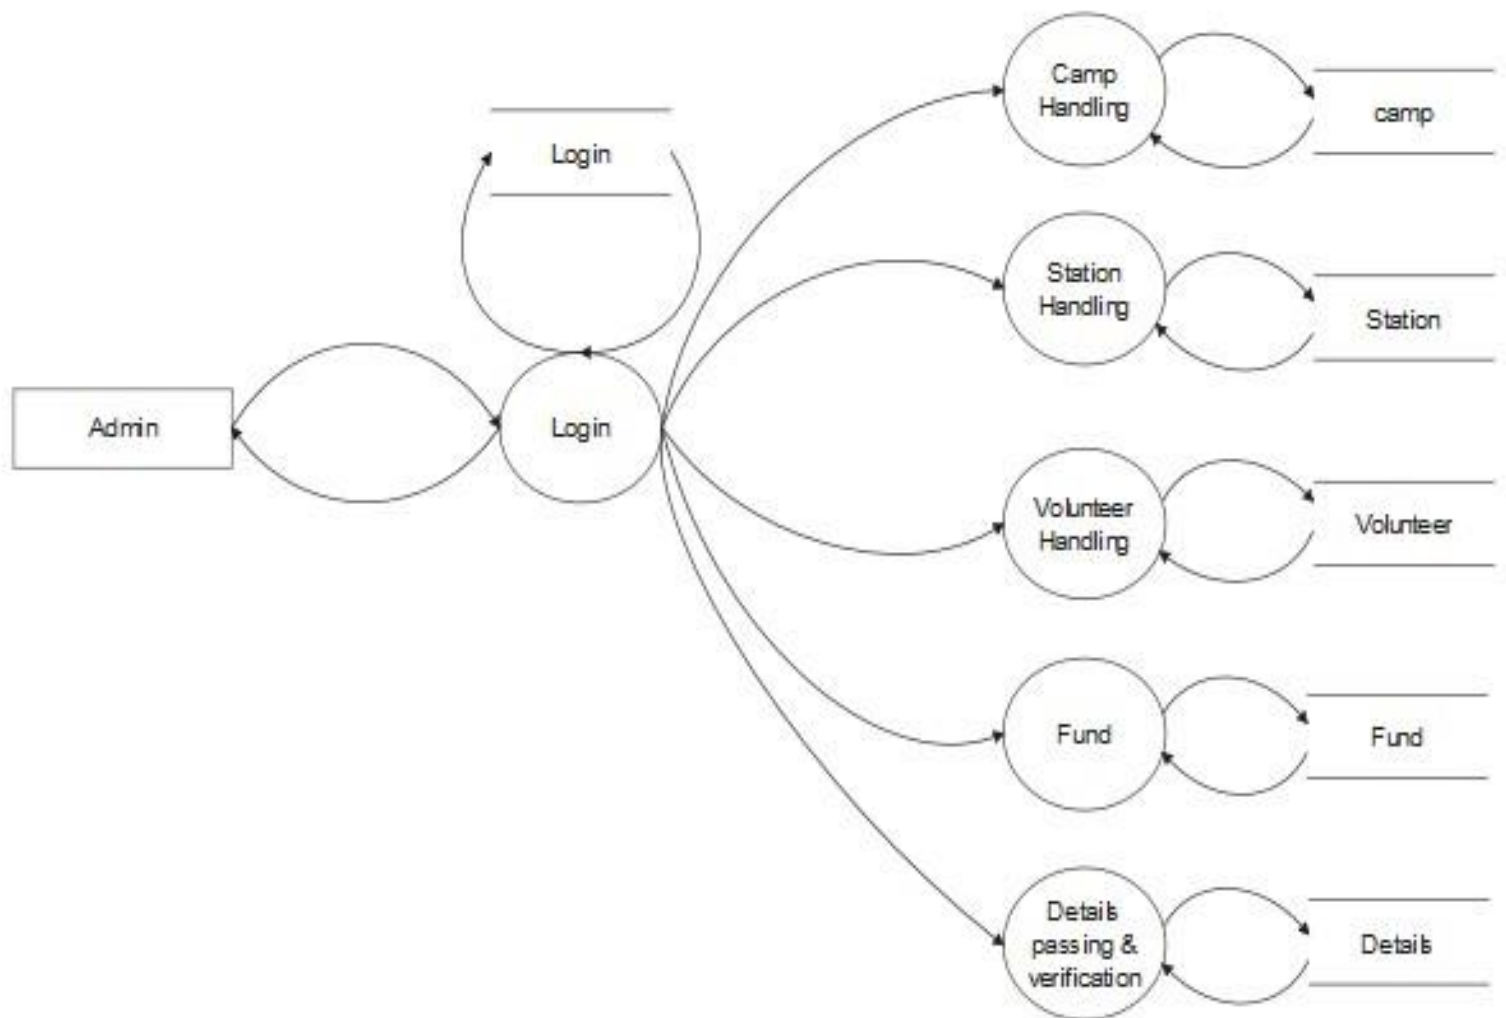 Camp
Handling
camp
Login
Station
Handling
Station
Admin
Login
Volunteer
Handling
Volunteer
Fund
Fund
Details
passing &
verification
Details